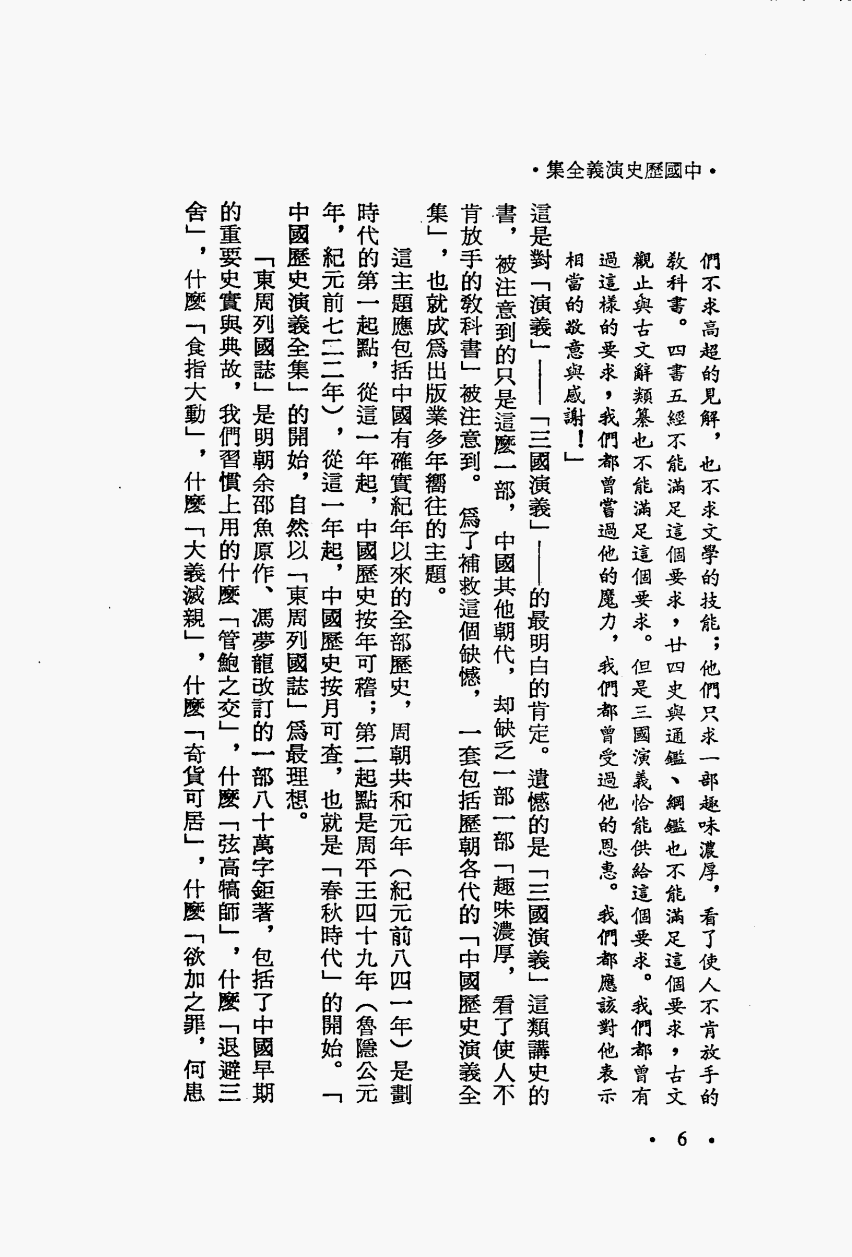 ·中國歷史演義全集·
們不求高超的見解，也不求文學的技能；他們只求一部趣味濃厚，看了使人不肯放手的
教科書。四書五經不能滿足這個要求，廿四史與通鑑、綱鑑也不能滿足這個要求，古文
觀止與古文辭類纂也不能滿足這個要求。但是三國演義恰能供給這個要求。我們都曾有
過這樣的要求，我們都曾嘗過他的魔力，我們都曾受過他的恩惠。我們都應該對他表示
相當的敬意與感謝！」
這是對「演義」——「三國演義」——的最明白的肯定。遺憾的是「三國演義」這類講史的
書，被注意到的只是這麼一部，中國其他朝代，却缺乏一部一部「趣味濃厚，看了使人不
肯放手的敎科書」被注意到。爲了補救這個缺憾，一套包括歷朝各代的「中國歷史演義全
集」，也就成爲出版業多年嚮往的主題。
這主題應包括中國有確實紀年以來的全部歷史，周朝共和元年（紀元前八四一年）是劃
時代的第一起點，從這一年起，中國歷史按年可稽；第二起點是周平王四十九年（魯隱公元
年，紀元前七二二年），從這一年起，中國歷史按月可査，也就是「春秋時代」的開始。「
中國歷史演義全集」的開始，自然以「東周列國誌」爲最理想。
「東周列國誌」是明朝余邵魚原作、馮夢龍改訂的一部八十萬字鉅著，包括了中國早期
的重要史實與典故，我們習慣上用的什麼「管鮑之交」，什麼「弦高犒師」，什麼「退避三
舍」，什麼「食指大動」，什麼「大義滅親」，什麼「奇貨可居」，什麼「欲加之罪，何患
· 6 ·